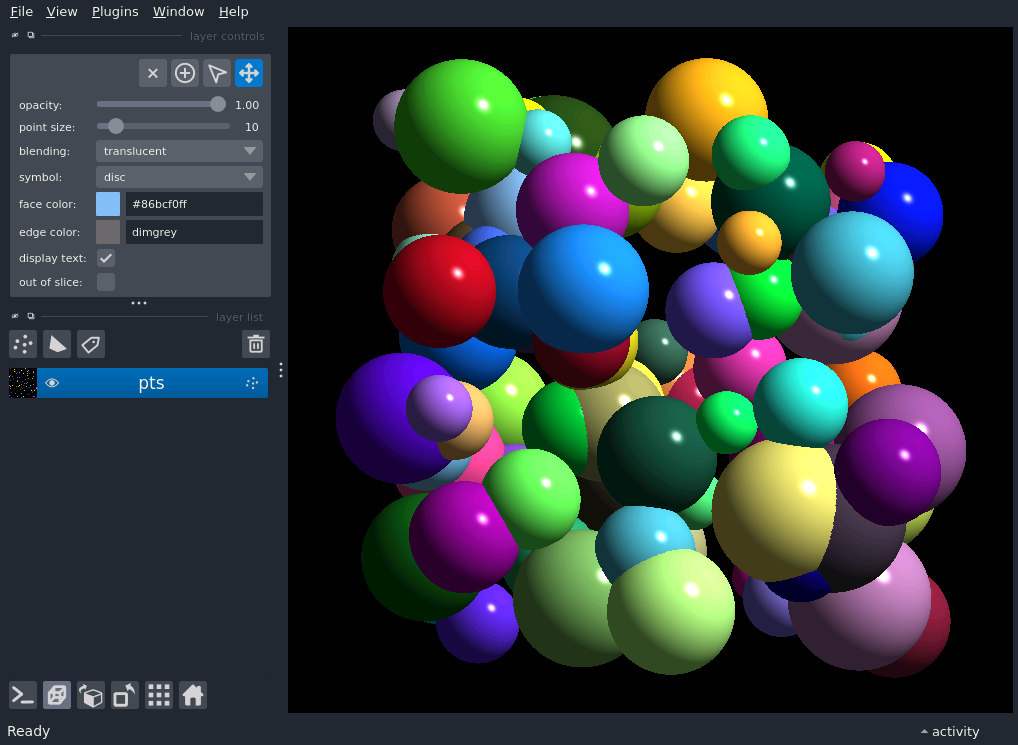 File View Plugins Window Help
layer controls
opacity: 1.00
point size: 10
blending: translucent
symbol: disc
face color: #86bcf0ff
edge color: dimgrey
display text:
out of slice:
layer list
pts
Ready
activity